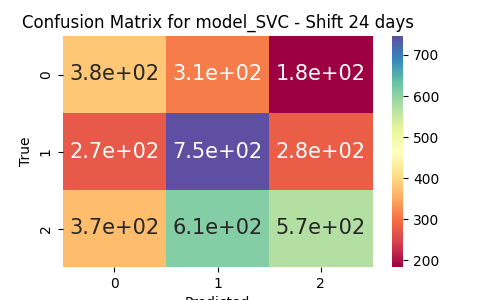 Confusion Matrix for model_SVC - Shift 24 days
True
0 3.8e+02 3.1e+02 1.8e+02
1 2.7e+02 7.5e+02 2.8e+02
2 3.7e+02 6.1e+02 5.7e+02
0 1 2
Predicted
700
600
500
400
300
200